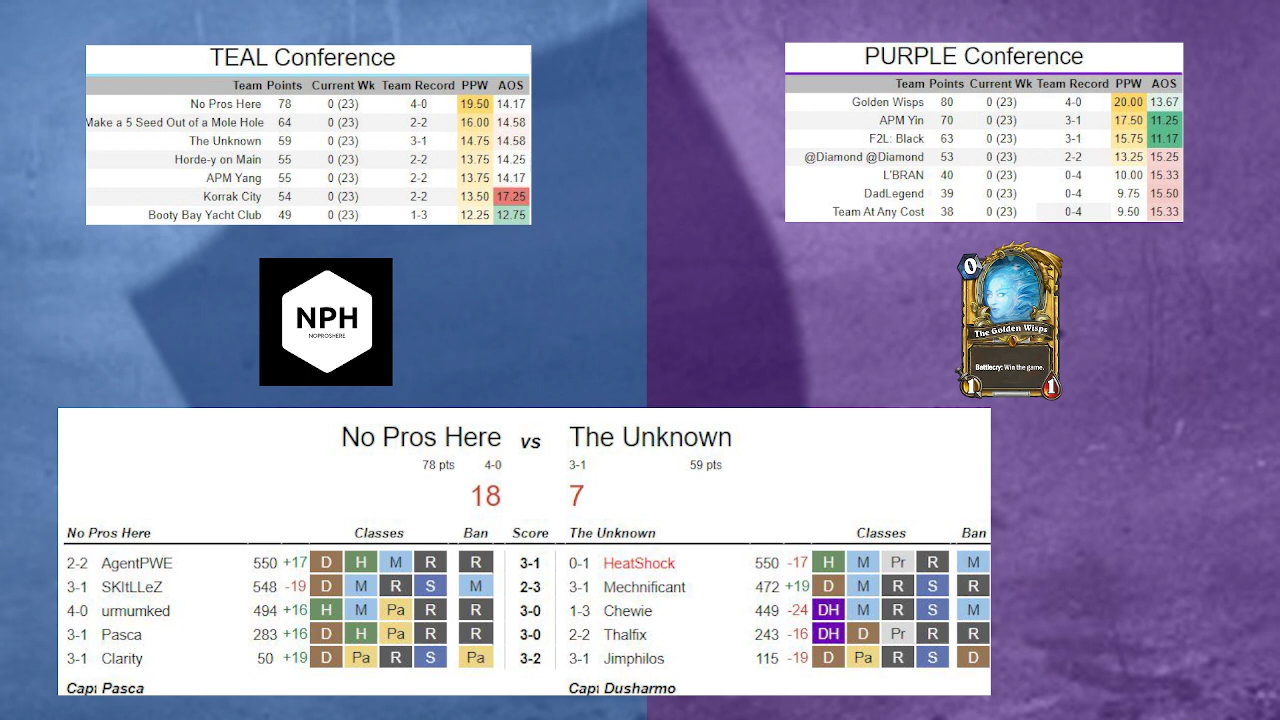 TEAL Conference
Team Points Current Wk Team Record PPW AOS
No Pros Here 78 0 (23) 4-0 19.50 14.17
Make a 5 Seed Out of a Mole Hole 64 0 (23) 2-2 16.00 14.58
The Unknown 59 0 (23) 3-1 14.75 14.58
Horde-y on Main 55 0 (23) 2-2 13.75 14.25
APM Yang 55 0 (23) 2-2 13.75 14.17
Korrak City 54 0 (23) 2-2 13.50 17.25
Booty Bay Yacht Club 49 0 (23) 1-3 12.25 12.75
PURPLE Conference
Team Points Current Wk Team Record PPW AOS
Golden Wisps 80 0 (23) 4-0 20.00 13.67
APM Yin 70 0 (23) 3-1 17.50 11.25
F2L: Black 63 0 (23) 3-1 15.75 11.17
@Diamond @Diamond 53 0 (23) 2-2 13.25 15.25
L'BRAN 40 0 (23) 0-4 10.00 15.33
DadLegend 39 0 (23) 0-4 9.75 15.50
Team At Any Cost 38 0 (23) 0-4 9.50 15.33
NPH
NOPROSHERE
0
The Golden Wisps
Battlecry: Win the game.
1 1
No Pros Here vs The Unknown
78 pts 4-0 3-1 59 pts
18 7
No Pros Here Classes Ban Score The Unknown Classes Ban
2-2 AgentPWE 550 +17 D H M R R 3-1 0-1 HeatShock 550 -17 H M Pr R M
3-1 SKItLLeZ 548 -19 D M R S M 2-3 3-1 Mechnificant 472 +19 D M R S M
4-0 urmumked 494 +16 H M Pa R R 3-0 1-3 Chewie 449 -24 DH M R S M
3-1 Pasca 283 +16 D H Pa R R 3-0 2-2 Thalfix 243 -16 DH D Pr R R
3-1 Clarity 50 +19 D Pa R S Pa 3-2 3-1 Jimphilos 115 -19 D Pa R S D
Capt Pasca Capt Dusharmo